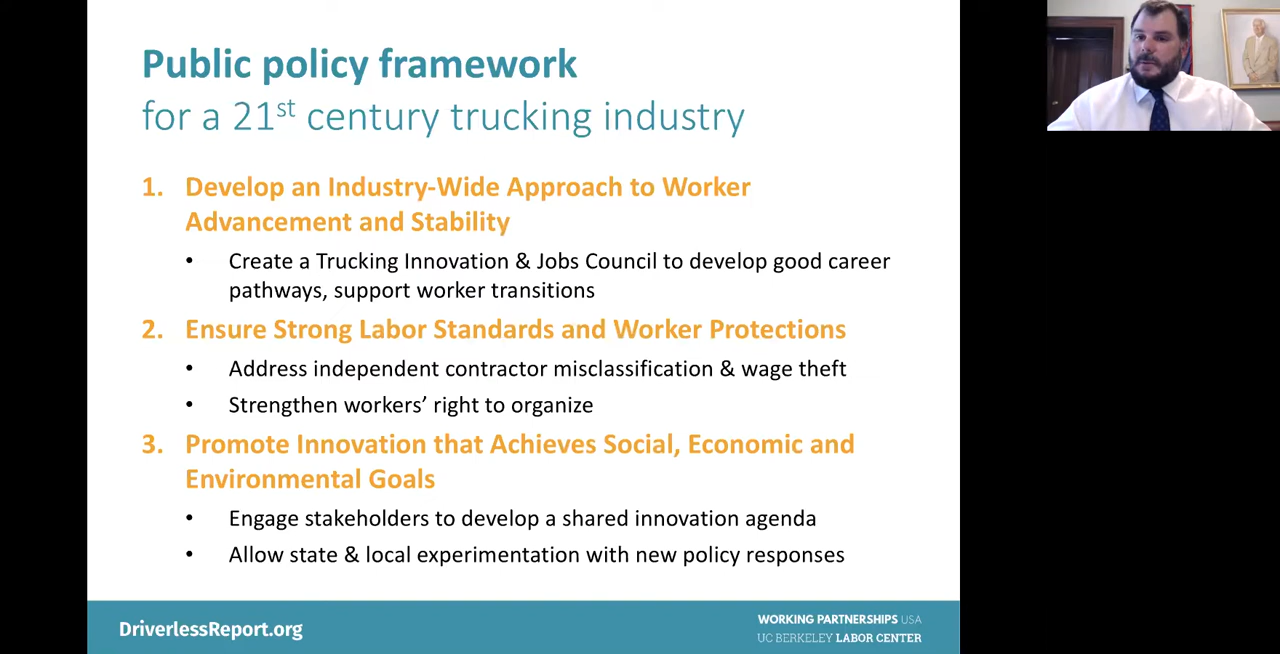 Public policy framework
for a 21st century trucking industry
1. Develop an Industry-Wide Approach to Worker
Advancement and Stability
• Create a Trucking Innovation & Jobs Council to develop good career
pathways, support worker transitions
2. Ensure Strong Labor Standards and Worker Protections
• Address independent contractor misclassification & wage theft
• Strengthen workers’ right to organize
3. Promote Innovation that Achieves Social, Economic and
Environmental Goals
• Engage stakeholders to develop a shared innovation agenda
• Allow state & local experimentation with new policy responses
DriverlessReport.org
WORKING PARTNERSHIPS USA
UC BERKELEY LABOR CENTER